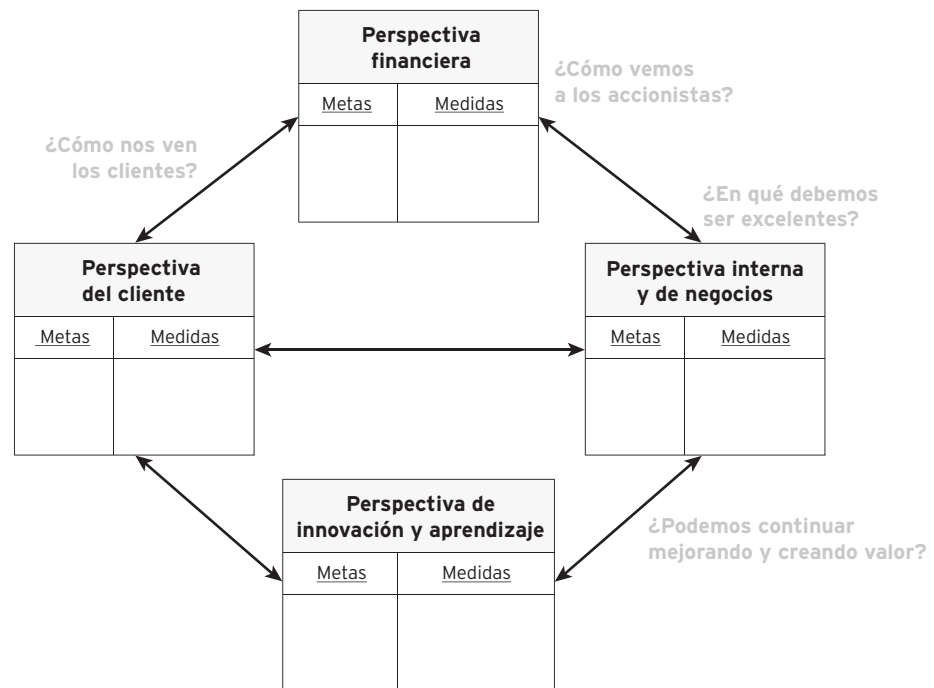 Perspectiva
financiera
¿Cómo vemos
a los accionistas?
Metas
Medidas
¿Cómo nos ven
los clientes?
¿En qué debemos
ser excelentes?
Perspectiva
del cliente
Metas
Medidas
Perspectiva interna
y de negocios
Metas
Medidas
Perspectiva de
innovación y aprendizaje
Metas
Medidas
¿Podemos continuar
mejorando y creando valor?